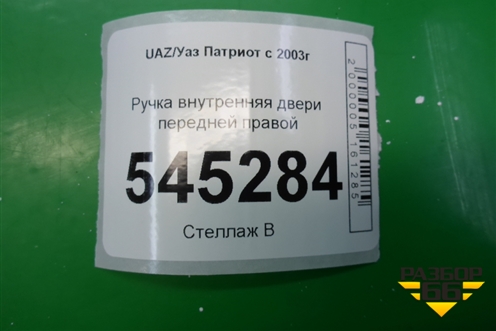 UAZ/Уаз Патриот с 2003г
Ручка внутренняя двери
передней правой
545284
Стеллаж В
2000005161285
РАЗБОР
66